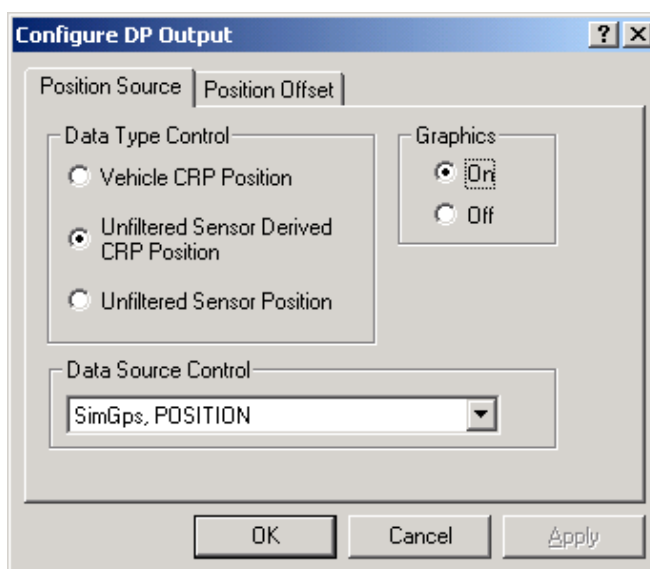 Configure DP Output
Position Source
Position Offset
Data Type Control
Vehicle CRP Position
Unfiltered Sensor Derived
CRP Position
Unfiltered Sensor Position
Graphics
On
Off
Data Source Control
SimGps, POSITION
OK
Cancel
Apply